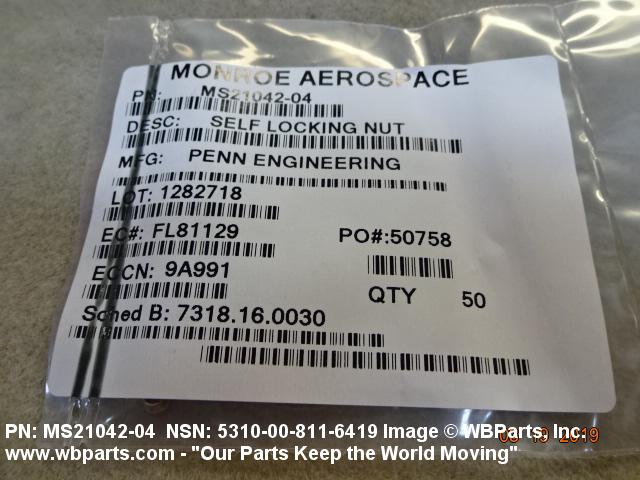 MONROE AEROSPACE
PN: MS21042-04
DESC: SELF LOCKING NUT
MFG: PENN ENGINEERING
LOT: 1282718
EC#: FL81129 PO#:50758
ECCN: 9A991
QTY 50
Sched B: 7318.16.0030
PN: MS21042-04 NSN: 5310-00-811-6419 Image © WBParts, Inc.
19 2019
www.wbparts.com - "Our Parts Keep the World Moving"